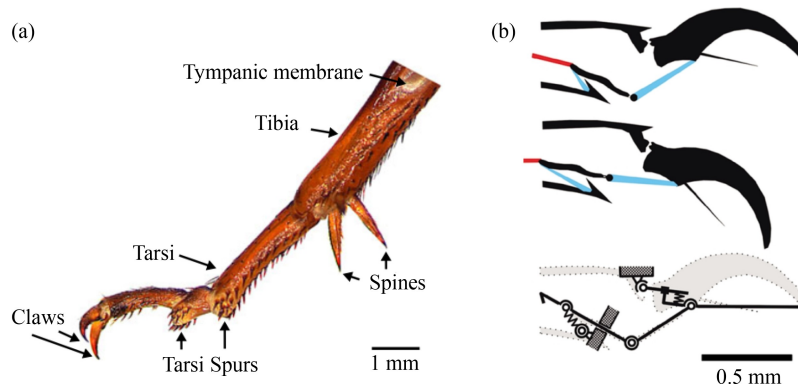 (a)
Tympanic membrane
Tibia
Tarsi
Spines
Claws
Tarsi Spurs
1 mm
(b)
0.5 mm